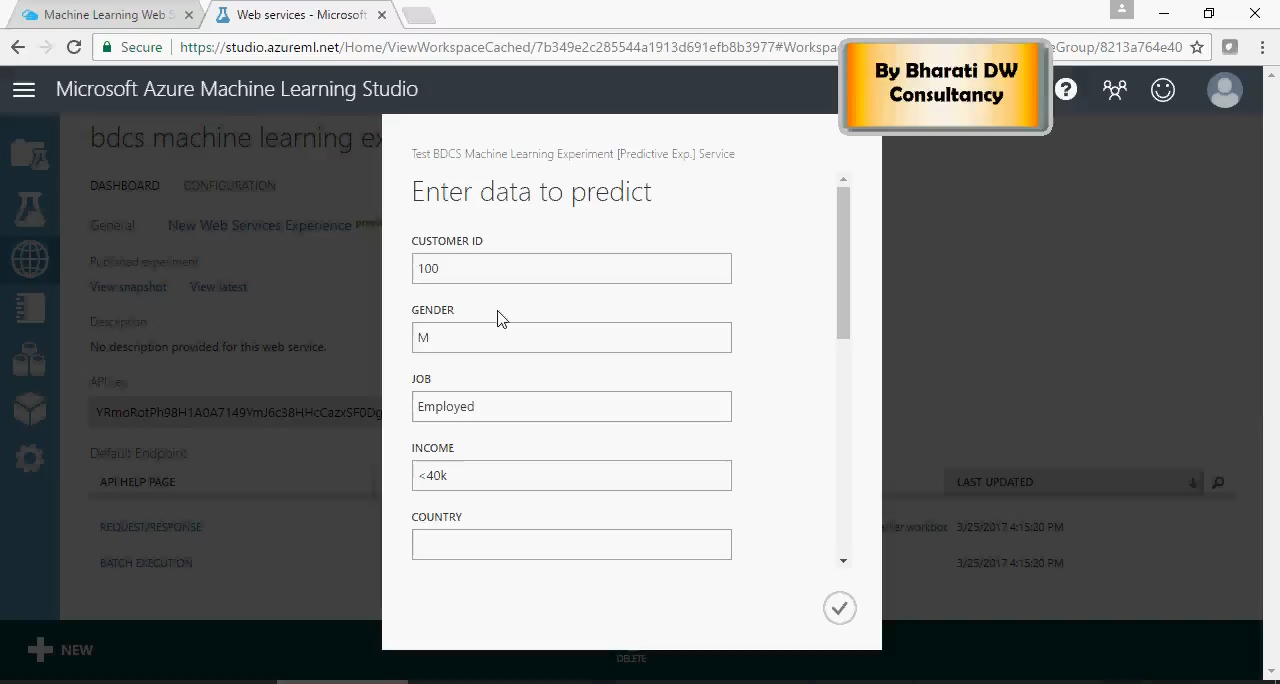 Machine Learning Web S
Web services - Microsoft
Secure
https://studio.azureml.net/Home/ViewWorkspaceCached/7b349e2c285544a1913d691efb8b3977#Workspa
eGroup/8213a764e40
By Bharati DW
Consultancy
Microsoft Azure Machine Learning Studio
bdcs machine learning ex
DASHBOARD
CONFIGURATION
General
New Web Services Experience
Published experiment
View snapshot
View latest
Description
No description provided for this web service.
Default Endpoint
API HELP PAGE
LAST UPDATED
REQUEST/RESPONSE
3/25/2017 4:15:20 PM
BATCH EXECUTION
3/25/2017 4:15:20 PM
NEW
DELETE
Test BDCS Machine Learning Experiment [Predictive Exp.] Service
Enter data to predict
CUSTOMER ID
100
GENDER
M
JOB
Employed
INCOME
<40k
COUNTRY